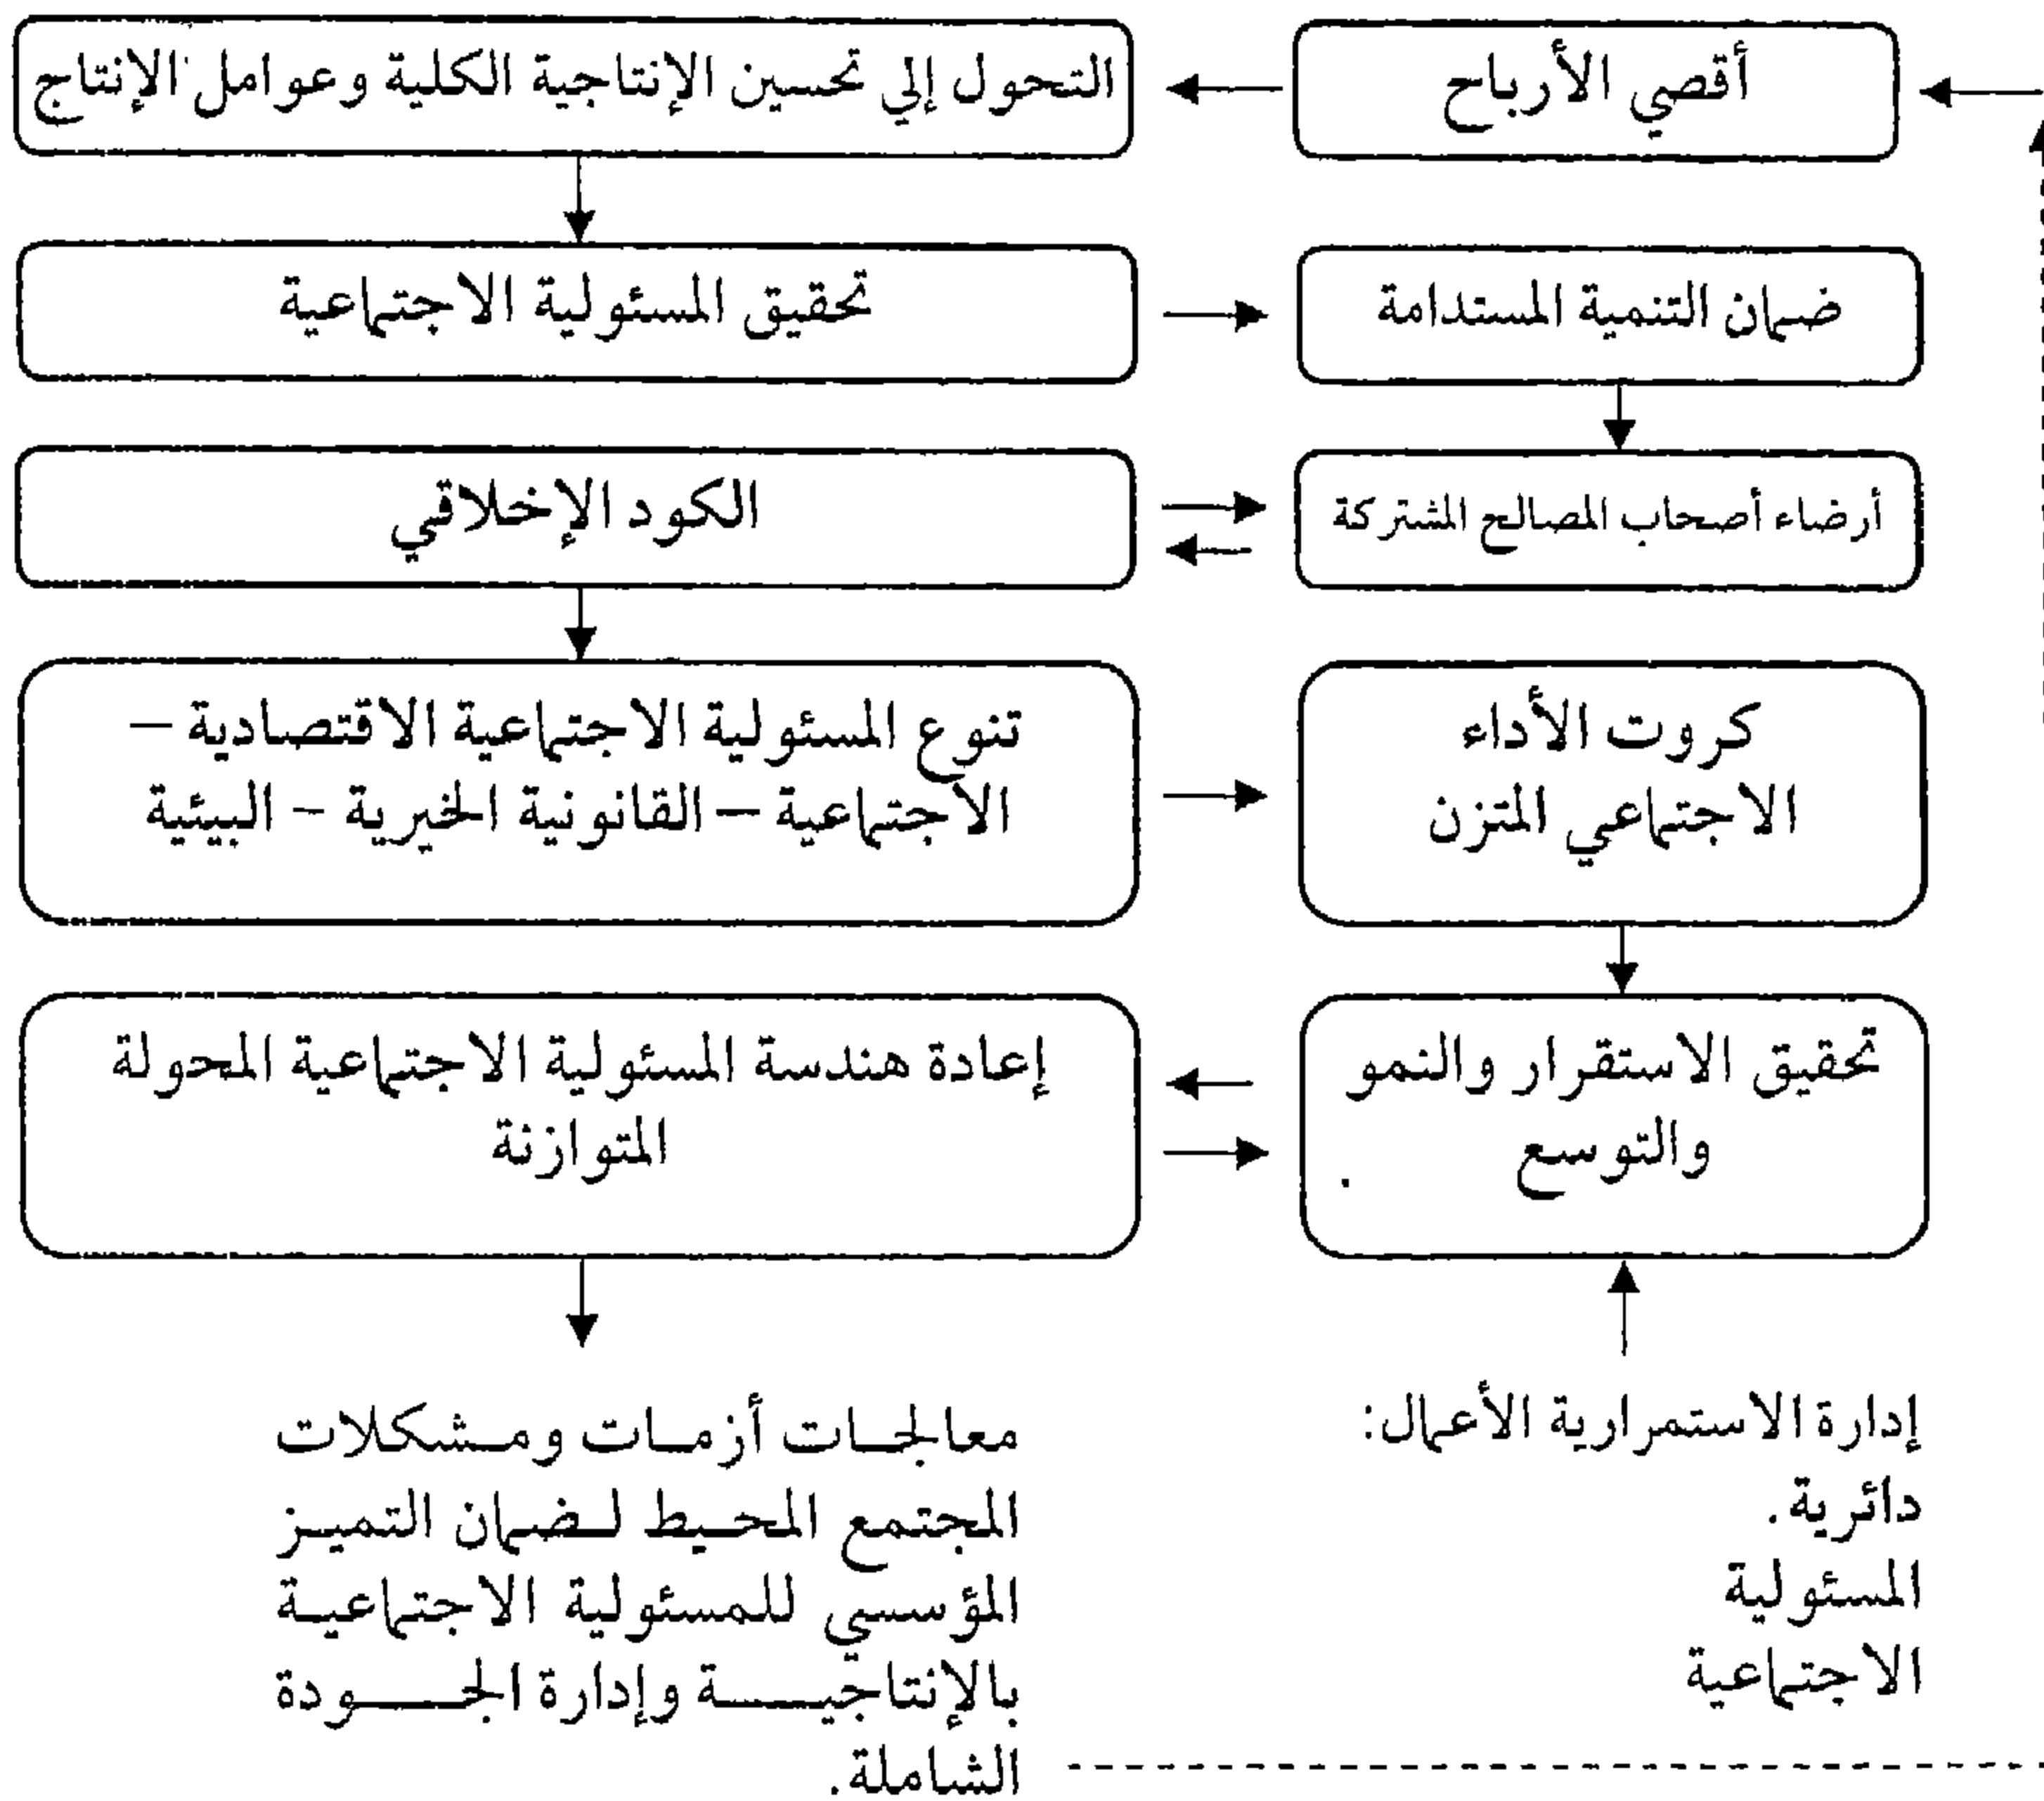 أقصي الأرباح
التحول إلي تحسين الإنتاجية الكلية وعوامل الإنتاج
ضمان التنمية المستدامة
تحقيق المسئولية الاجتماعية
أرضاء أصحاب المصالح المشتركة
الكود الإخلاقي
كروت الأداء
الاجتماعي المتزن
تنوع المسئولية الاجتماعية الاقتصادية –
الاجتماعية – القانونية الخيرية – البيئية
تحقيق الاستقرار والنمو
والتوسع
إعادة هندسة المسئولية الاجتماعية المحولة
المتوازنة
إدارة الاستمرارية الأعمال:
دائرية.
المسئولية
الاجتماعية
معالجات أزمات ومشكلات
المجتمع المحيط لضمان التميز
المؤسسي للمسئولية الاجتماعية
بالإنتاجية وإدارة الجودة
الشاملة.